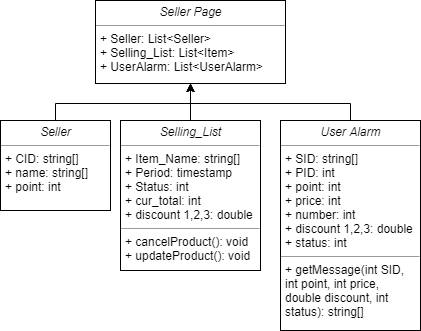 Seller Page
+ Seller: List<Seller>
+ Selling_List: List<Item>
+ UserAlarm: List<UserAlarm>
Seller
+ CID: string[]
+ name: string[]
+ point: int
Selling_List
+ Item_Name: string[]
+ Period: timestamp
+ Status: int
+ cur_total: int
+ discount 1,2,3: double
+ cancelProduct(): void
+ updateProduct(): void
User Alarm
+ SID: string[]
+ PID: int
+ point: int
+ price: int
+ number: int
+ discount 1,2,3: double
+ status: int
+ getMessage(int SID,
int point, int price,
double discount, int
status): string[]